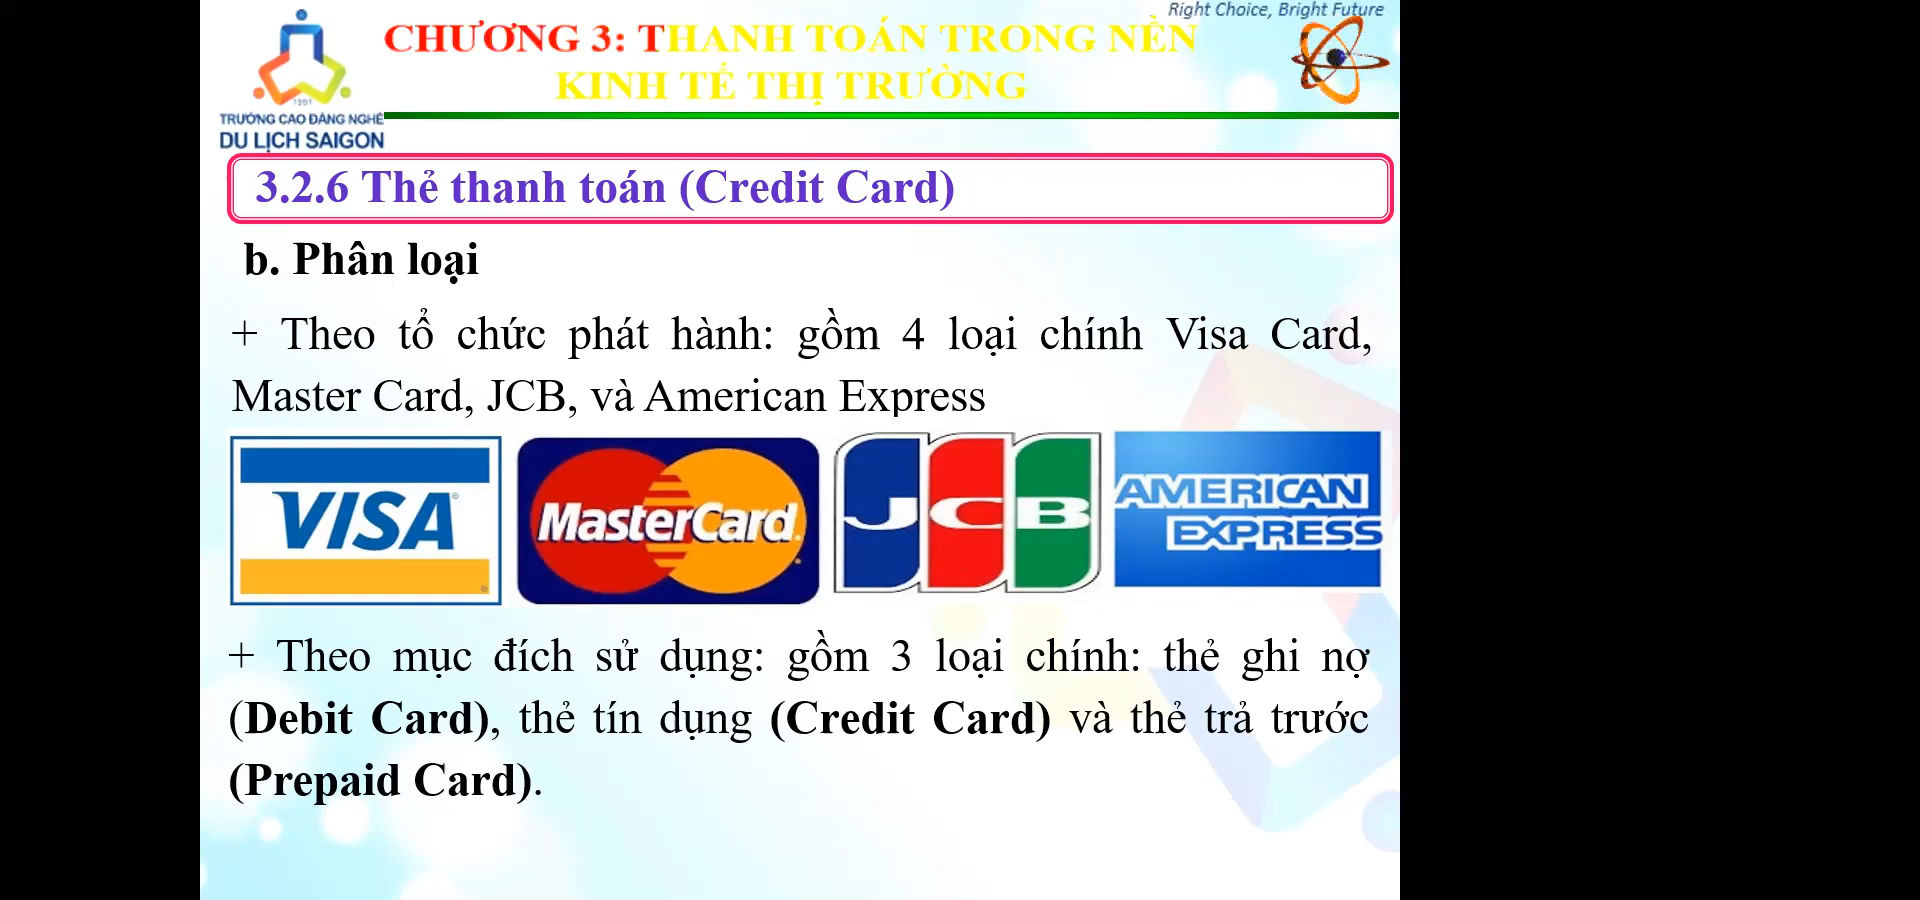 Right Choice, Bright Future
CHƯƠNG 3: THANH TOÁN TRONG NỀN
KINH TẾ THỊ TRƯỜNG
1991
TRƯỜNG CAO ĐẲNG NGHỀ
DU LỊCH SAIGON
3.2.6 Thẻ thanh toán (Credit Card)
b. Phân loại
+ Theo tổ chức phát hành: gồm 4 loại chính Visa Card,
Master Card, JCB, và American Express
VISA
MasterCard
JCB
AMERICAN
EXPRESS
+ Theo mục đích sử dụng: gồm 3 loại chính: thẻ ghi nợ
(Debit Card), thẻ tín dụng (Credit Card) và thẻ trả trước
(Prepaid Card).